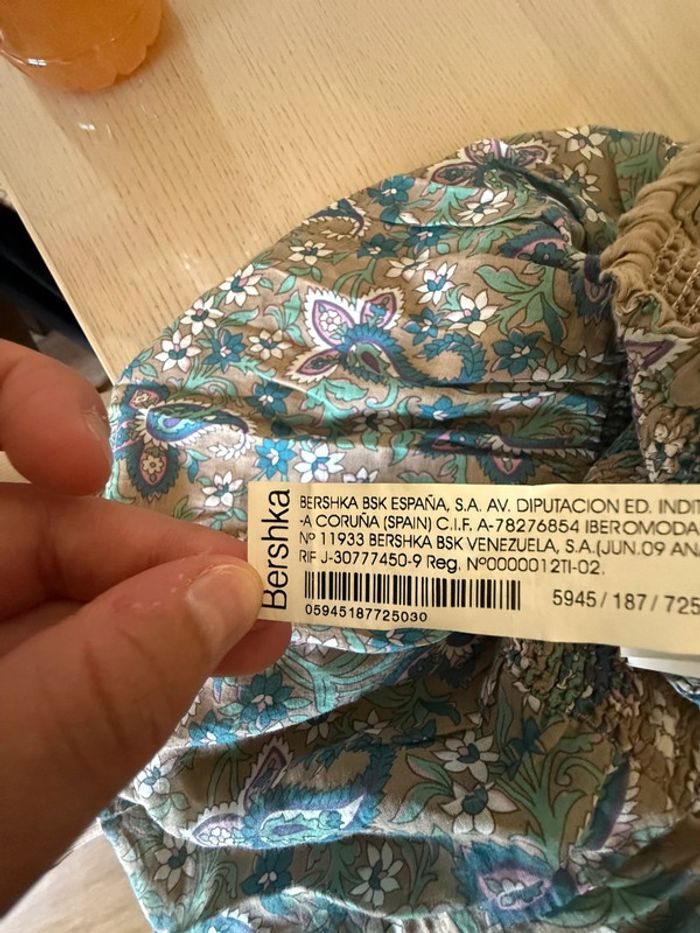 Bershka
BERSHKA BSK ESPAÑA, S.A. AV. DIPUTACION ED. INDIT
-A CORUÑA (SPAIN) C.I.F. A-78276854 IBEROMODA
Nº 11933 BERSHKA BSK VENEZUELA, S.A.(JUN.09 AN
RIF J-30777450-9 Reg. Nº0000012TI-02.
05945187725030
5945/187/725